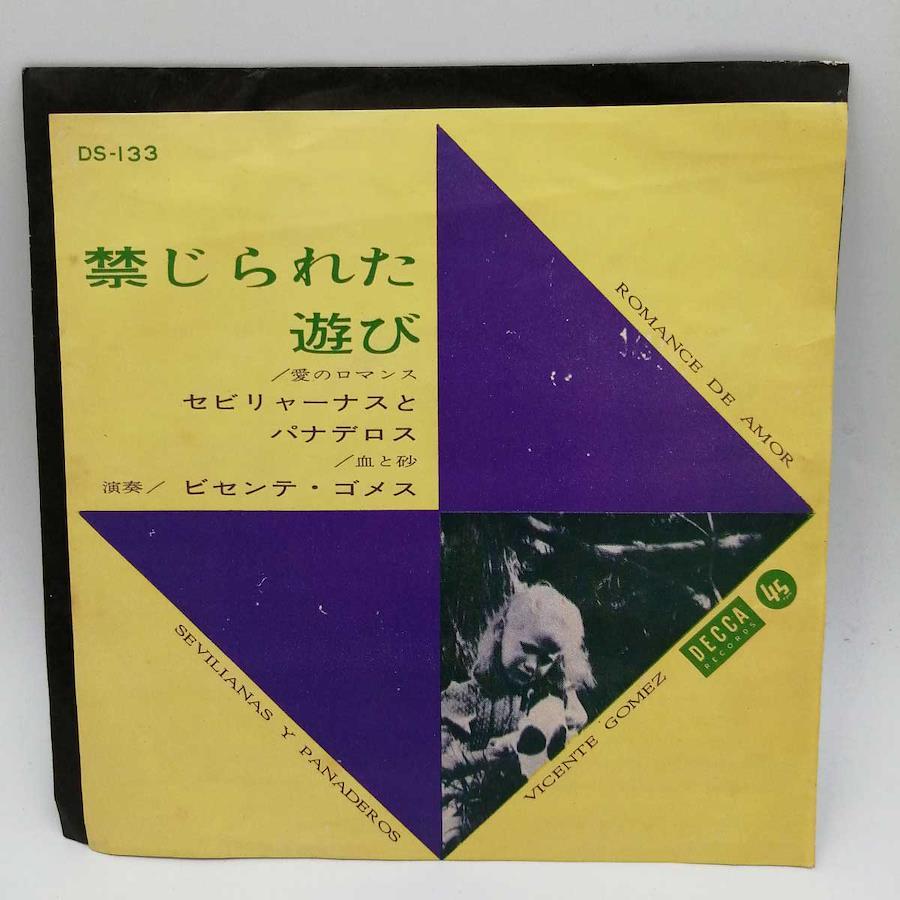 DS-133
禁じられた
遊び
/愛のロマンス
セビリャーナスと
パナデロス
/血と砂
演奏/ ビセンテ・ゴメス
ROMANCE DE AMOR
SEVILIANAS Y PANADEROS
VICENTE GOMEZ
DECCA
RECORDS
45